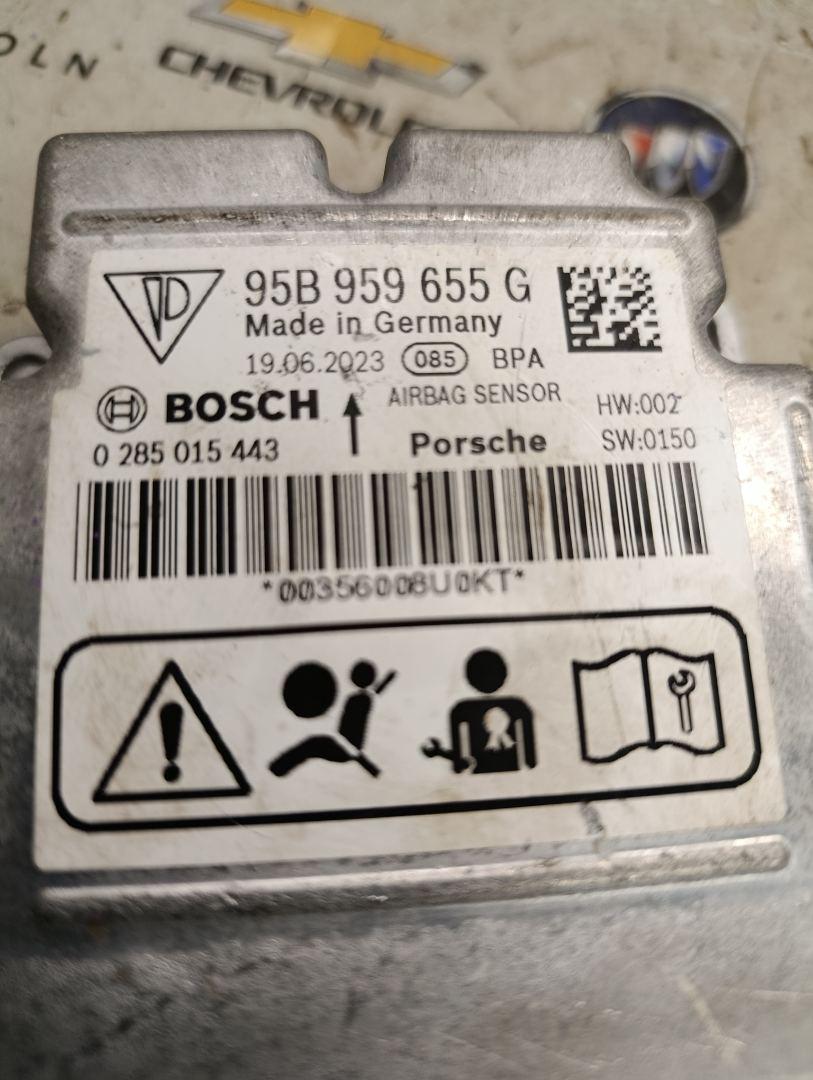 OLN
CHEVROLE
95B 959 655 G
Made in Germany
19.06.2023 085 BPA
BOSCH AIRBAG SENSOR HW:002
0 285 015 443 Porsche SW:0150
*00356008U0KT*